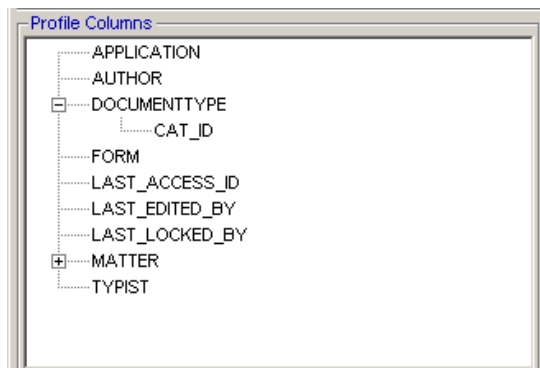 Profile Columns
APPLICATION
AUTHOR
DOCUMENTTYPE
CAT_ID
FORM
LAST_ACCESS_ID
LAST_EDITED_BY
LAST_LOCKED_BY
MATTER
TYPIST